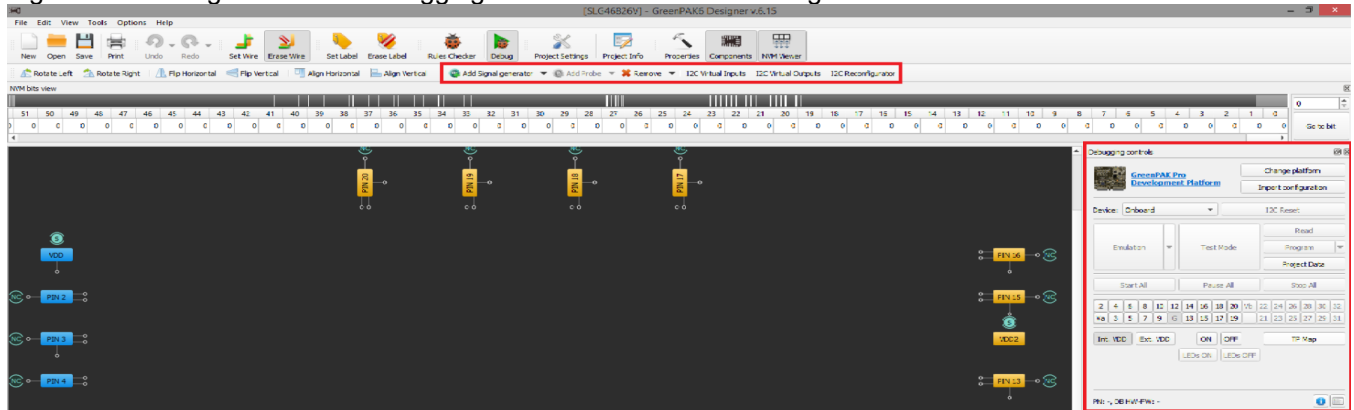 [SLG46826V] - GreenPAK6 Designer v.6.15
File Edit View Tools Options Help
New Open Save Print Undo Redo Set Wire Erase Wire Set Label Erase Label Rules Checker Debug Project Settings Project Info Properties Components NVM Viewer
Rotate Left Rotate Right Flip Horizontal Flip Vertical Align Horizontal Align Vertical Add Signal generator Add Probe Remove I2C Virtual Inputs I2C Virtual Outputs I2C Reconfigurator
NVM bits view
0
51 50 49 48 47 46 45 44 43 42 41 40 39 38 37 36 35 34 33 32 31 30 29 28 27 26 25 24 23 22 21 20 19 18 17 16 15 14 13 12 11 10 9 8 7 6 5 4 3 2 1 0
Go to bit
Debugging controls
GreenPAK Pro
Development Platform
Change platform
Import configuration
Device: Onboard I2C Reset
Emulation Test Mode
Read
Program
Project Data
Start All Pause All Stop All
2 4 6 8 10 12 14 16 18 20 22 24 26 28 30 32
3 5 7 9 13 15 17 19 21 23 25 27 29 31
Int. VDD Ext. VDD ON OFF TP Map
LEDs ON LEDs OFF
PIN 20 PIN 19 PIN 18 PIN 17
S
VDD
PIN 16 NC
NC PIN 2
PIN 15 NC
S
NC PIN 3
VDD2
NC PIN 4
PIN 13 NC